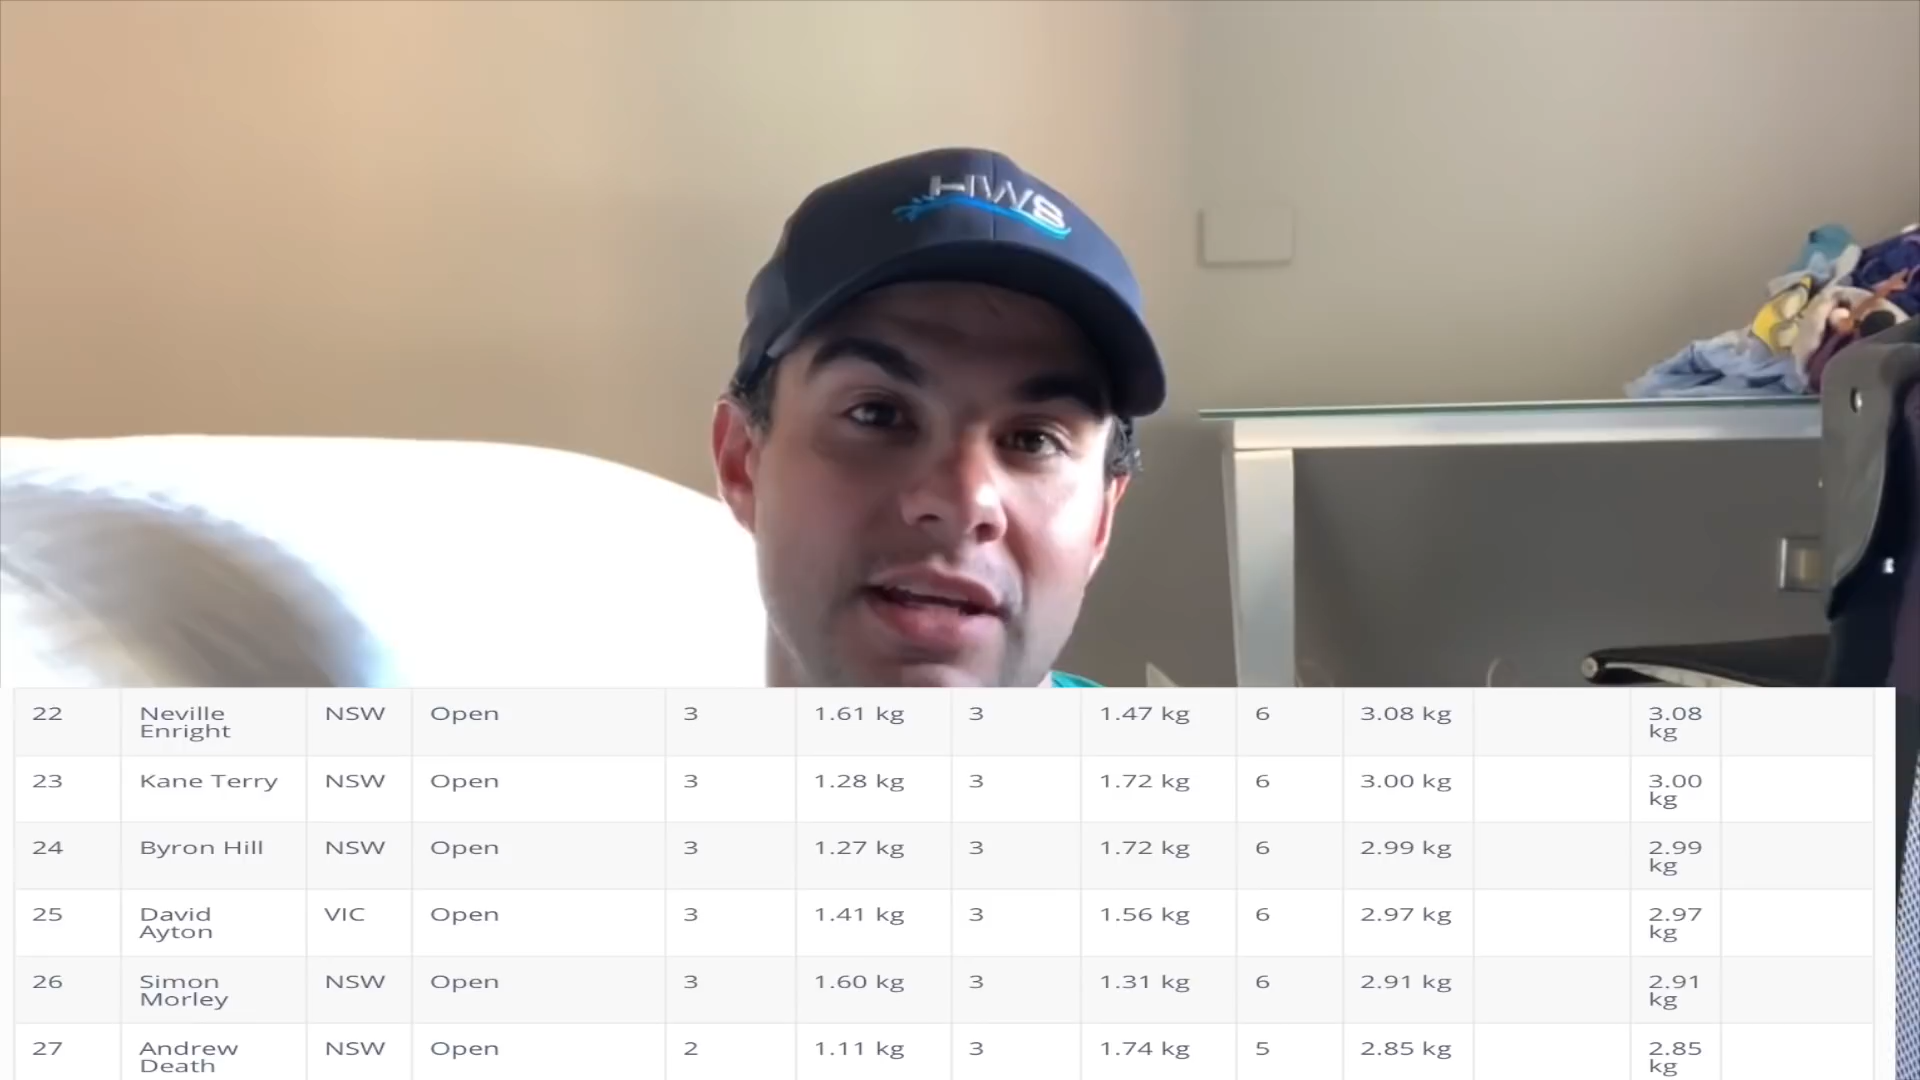 HW8
22 Neville Enright NSW Open 3 1.61 kg 3 1.47 kg 6 3.08 kg 3.08 kg
23 Kane Terry NSW Open 3 1.28 kg 3 1.72 kg 6 3.00 kg 3.00 kg
24 Byron Hill NSW Open 3 1.27 kg 3 1.72 kg 6 2.99 kg 2.99 kg
25 David Ayton VIC Open 3 1.41 kg 3 1.56 kg 6 2.97 kg 2.97 kg
26 Simon Morley NSW Open 3 1.60 kg 3 1.31 kg 6 2.91 kg 2.91 kg
27 Andrew Death NSW Open 2 1.11 kg 3 1.74 kg 5 2.85 kg 2.85 kg